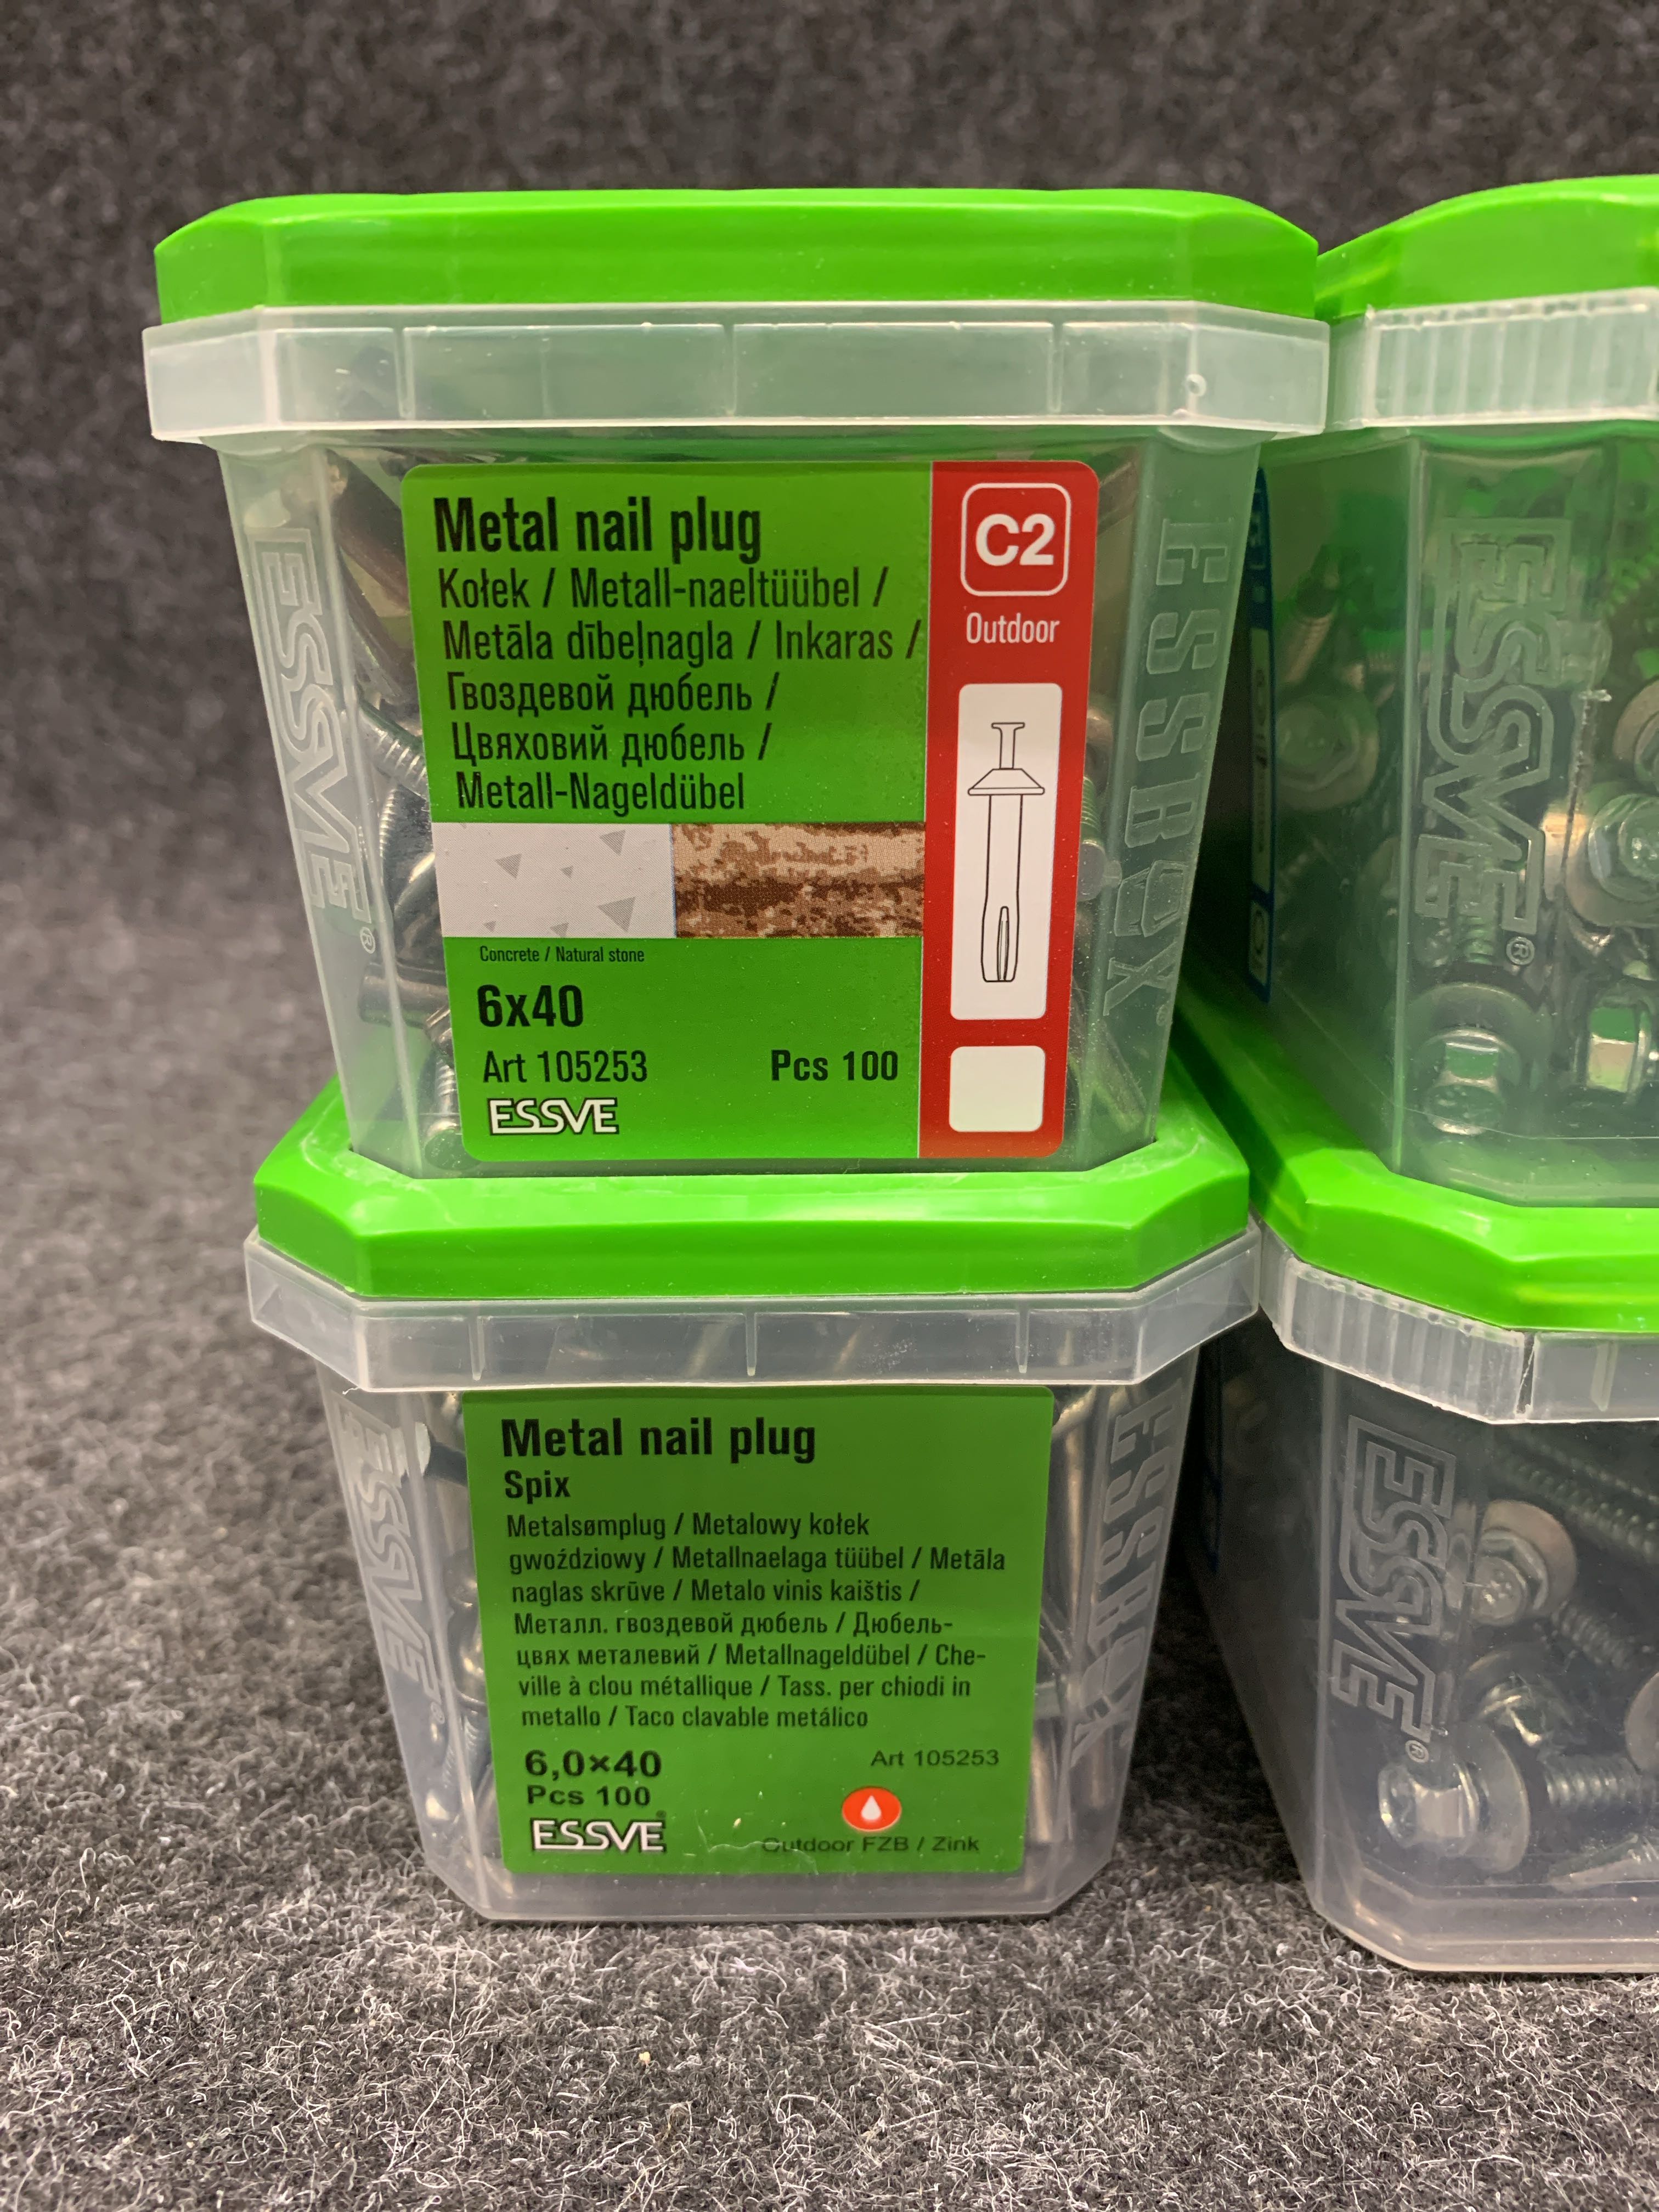 Metal nail plug
Kołek / Metall-naeltüübel /
Metāla dībeļnagla / Inkaras /
Гвоздевой дюбель /
Цвяховий дюбель /
Metall-Nageldübel
Concrete / Natural stone
6x40
Art 105253
Pcs 100
ESSVE
C2
Outdoor
ESSVE®
ESSBOX®
ESSVE®
Metal nail plug
Spix
Metalsømplug / Metalowy kołek
gwoździowy / Metallnaelaga tüübel / Metāla
naglas skrūve / Metalo vinis kaištis /
Металл. гвоздевой дюбель / Дюбель-
цвях металевий / Metallnageldübel / Che-
ville à clou métallique / Tass. per chiodi in
metallo / Taco clavable metálico
6,0×40
Art 105253
Pcs 100
ESSVE®
Outdoor FZB / Zink
ESSVE®
ESSBOX
ESSVE®